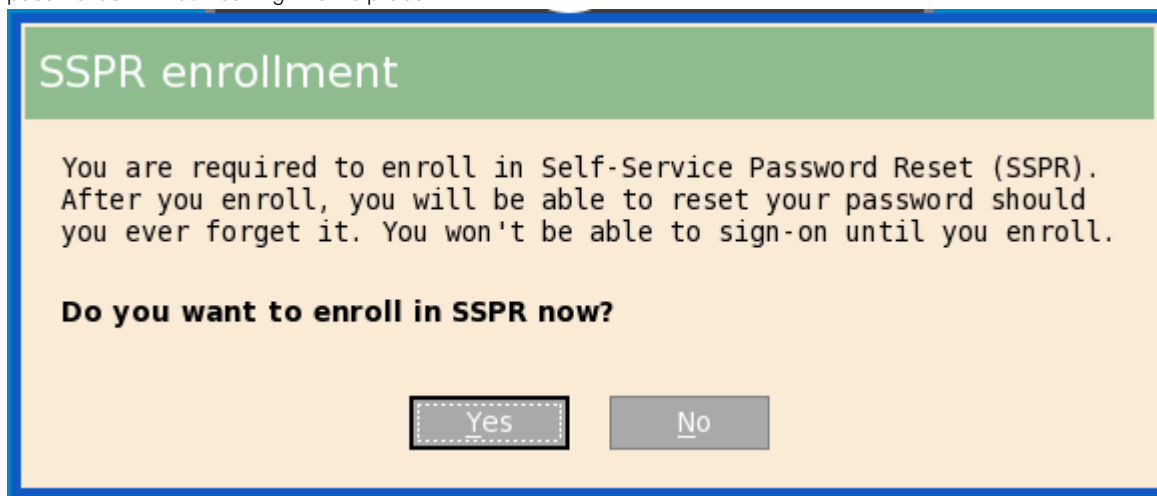 SSPR enrollment
You are required to enroll in Self-Service Password Reset (SSPR).
After you enroll, you will be able to reset your password should
you ever forget it. You won't be able to sign-on until you enroll.
Do you want to enroll in SSPR now?
Yes
No